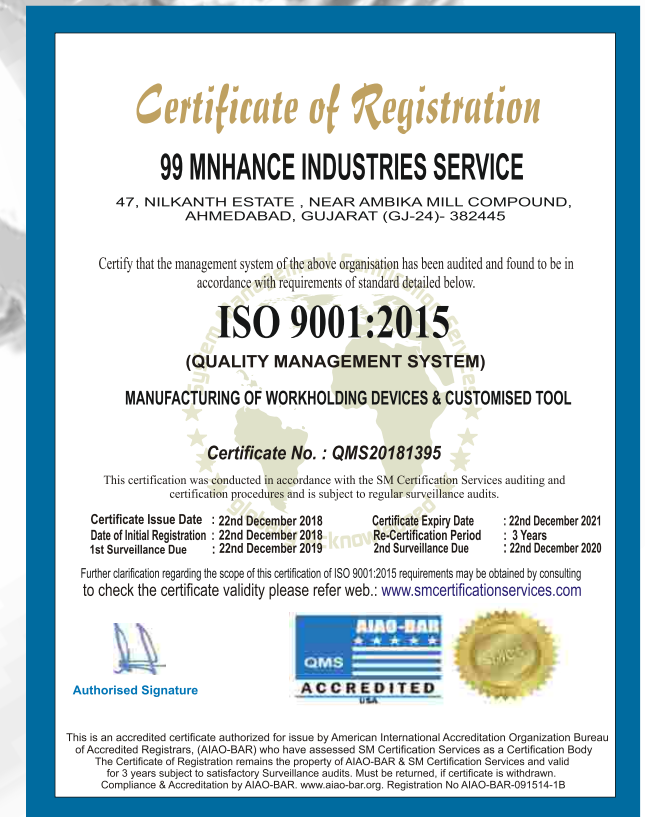 Certificate of Registration
99 MNHANCE INDUSTRIES SERVICE
47, NILKANTH ESTATE , NEAR AMBIKA MILL COMPOUND,
AHMEDABAD, GUJARAT (GJ-24)- 382445
Certify that the management system of the above organisation has been audited and found to be in
accordance with requirements of standard detailed below.
System Management Certification Services
ISO 9001:2015
(QUALITY MANAGEMENT SYSTEM)
MANUFACTURING OF WORKHOLDING DEVICES & CUSTOMISED TOOL
Certificate No. : QMS20181395
This certification was conducted in accordance with the SM Certification Services auditing and
certification procedures and is subject to regular surveillance audits.
Certificate Issue Date : 22nd December 2018 Certificate Expiry Date : 22nd December 2021
Date of Initial Registration : 22nd December 2018 Re-Certification Period : 3 Years
1st Surveillance Due : 22nd December 2019 2nd Surveillance Due : 22nd December 2020
Further clarification regarding the scope of this certification of ISO 9001:2015 requirements may be obtained by consulting
to check the certificate validity please refer web.: www.smcertificationservices.com
AIAO-BAR
QMS
ACCREDITED
USA
SMCS
Authorised Signature
This is an accredited certificate authorized for issue by American International Accreditation Organization Bureau
of Accredited Registrars, (AIAO-BAR) who have assessed SM Certification Services as a Certification Body
The Certificate of Registration remains the property of AIAO-BAR & SM Certification Services and valid
for 3 years subject to satisfactory Surveillance audits. Must be returned, if certificate is withdrawn.
Compliance & Accreditation by AIAO-BAR. www.aiao-bar.org. Registration No AIAO-BAR-091514-1B